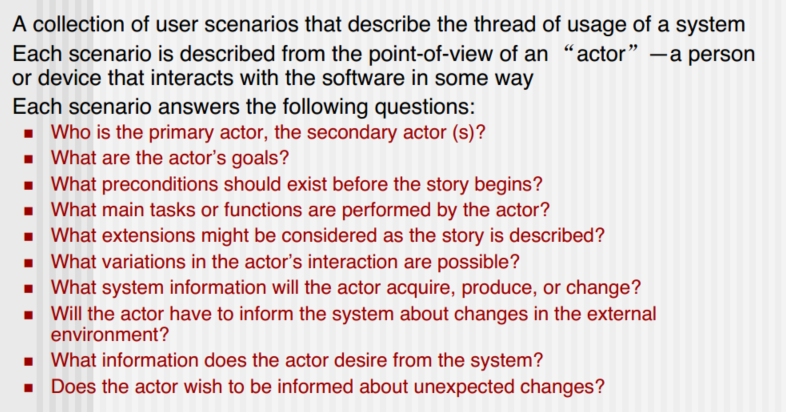 A collection of user scenarios that describe the thread of usage of a system
Each scenario is described from the point-of-view of an “actor” —a person
or device that interacts with the software in some way
Each scenario answers the following questions:
■ Who is the primary actor, the secondary actor (s)?
■ What are the actor’s goals?
■ What preconditions should exist before the story begins?
■ What main tasks or functions are performed by the actor?
■ What extensions might be considered as the story is described?
■ What variations in the actor’s interaction are possible?
■ What system information will the actor acquire, produce, or change?
■ Will the actor have to inform the system about changes in the external
environment?
■ What information does the actor desire from the system?
■ Does the actor wish to be informed about unexpected changes?